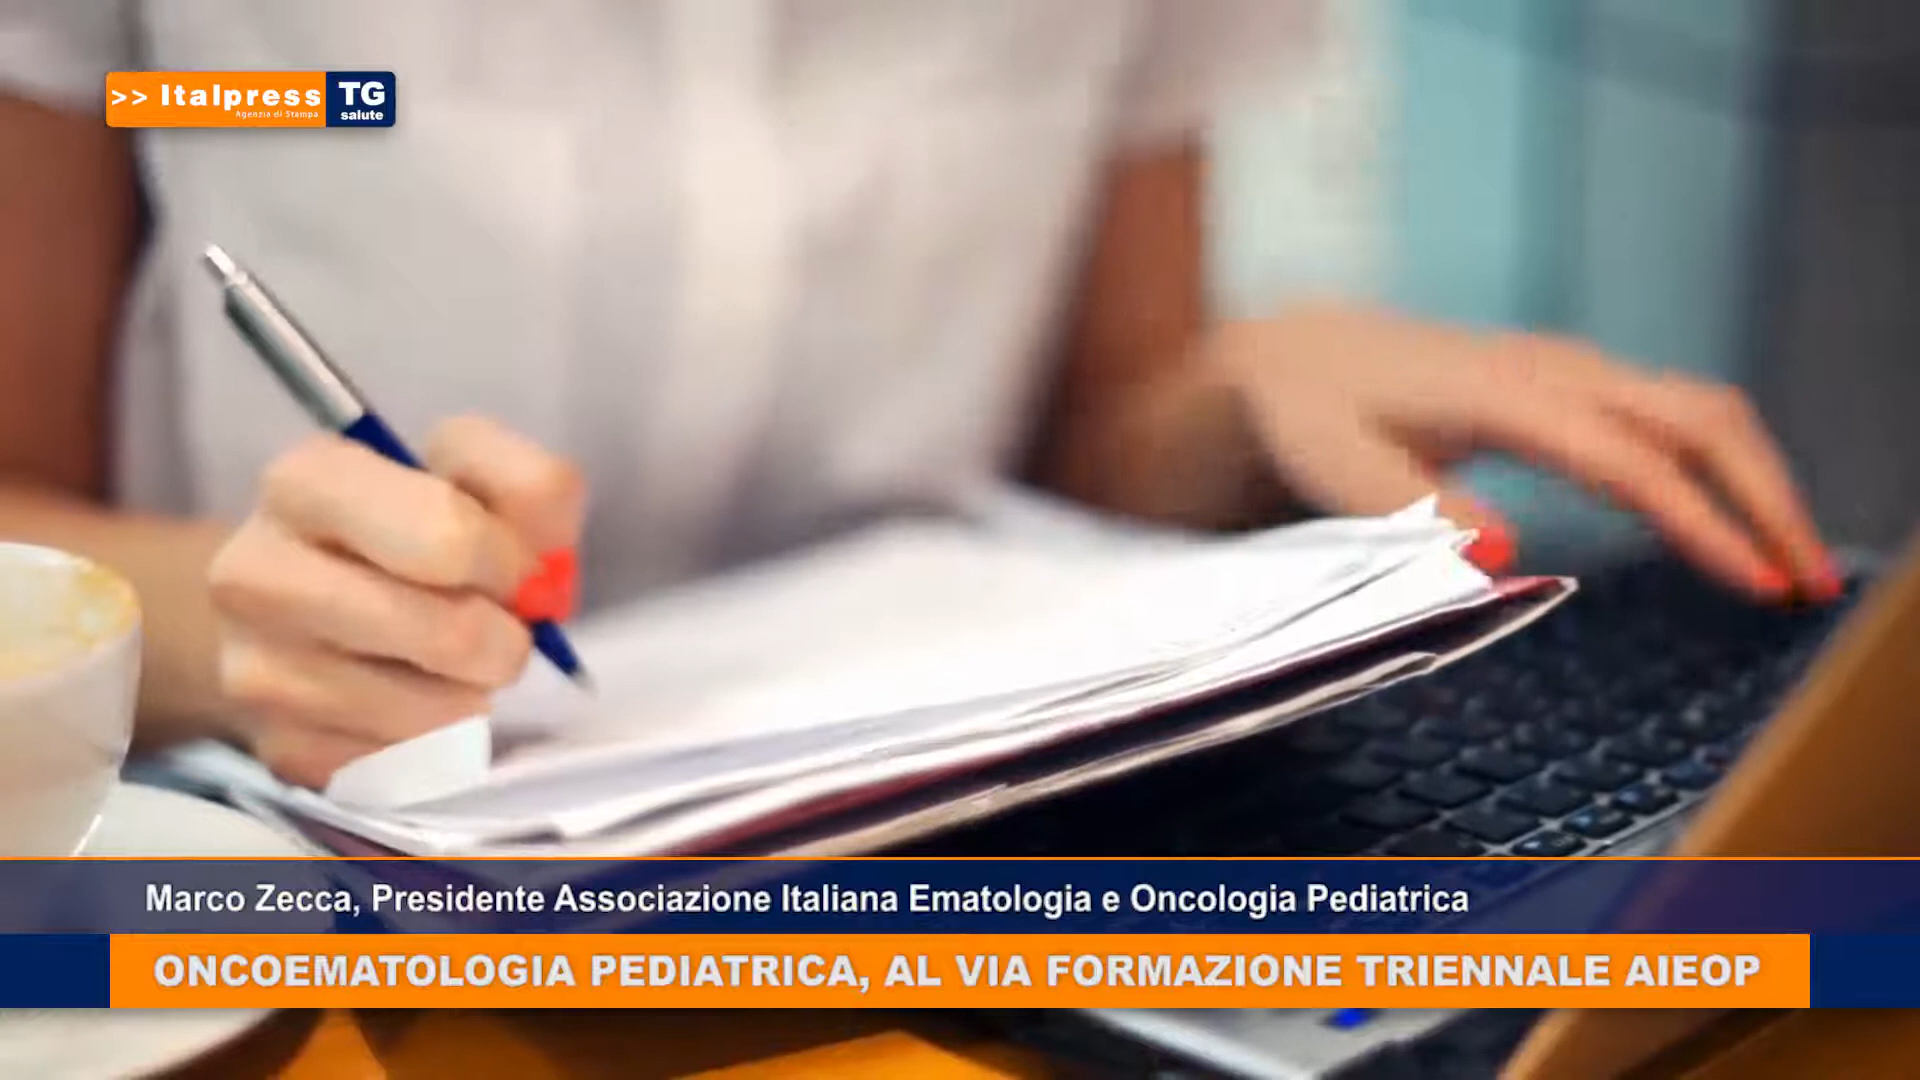 >> Italpress TG
Agenzia di Stampa salute
Marco Zecca, Presidente Associazione Italiana Ematologia e Oncologia Pediatrica
ONCOEMATOLOGIA PEDIATRICA, AL VIA FORMAZIONE TRIENNALE AIEOP